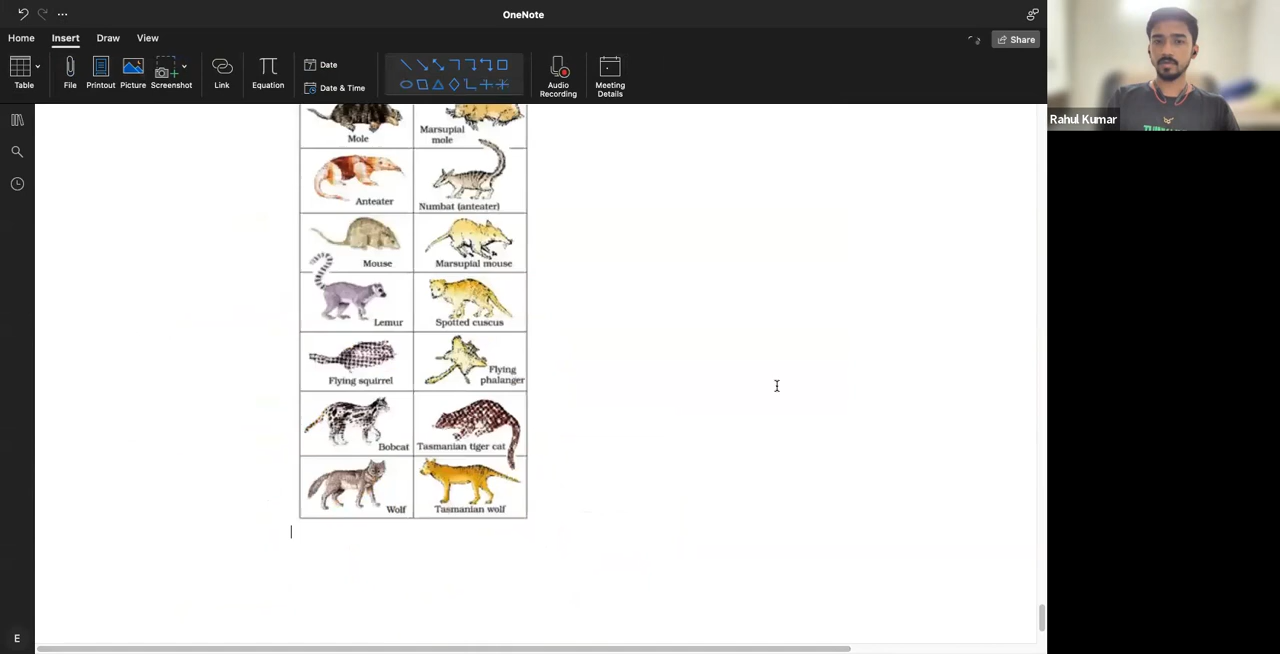 OneNote
Home Insert Draw View
Share
Table File Printout Picture Screenshot Link Equation Date Date & Time Audio Recording Meeting Details
Rahul Kumar
Mole
Marsupial
mole
Anteater
Numbat (anteater)
Mouse
Marsupial mouse
Lemur
Spotted cuscus
Flying squirrel
Flying
phalanger
Bobcat
Tasmanian tiger cat
Wolf
Tasmanian wolf
E